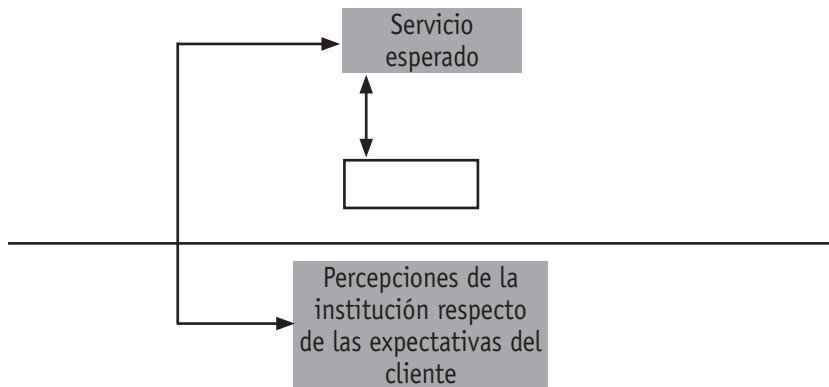 Servicio
esperado
Percepciones de la
institución respecto
de las expectativas del
cliente